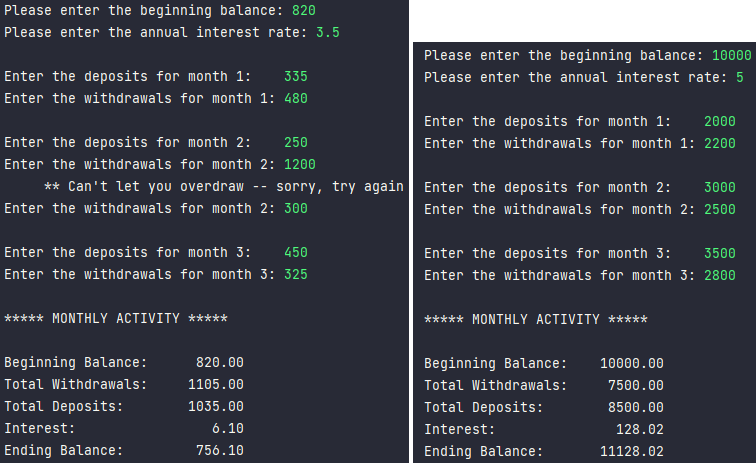 Please enter the beginning balance: 820
Please enter the annual interest rate: 3.5
Enter the deposits for month 1:    335
Enter the withdrawals for month 1: 480
Enter the deposits for month 2:    250
Enter the withdrawals for month 2: 1200
     ** Can't let you overdraw -- sorry, try again
Enter the withdrawals for month 2: 300
Enter the deposits for month 3:    450
Enter the withdrawals for month 3: 325
***** MONTHLY ACTIVITY *****
Beginning Balance:     820.00
Total Withdrawals:    1105.00
Total Deposits:       1035.00
Interest:                6.10
Ending Balance:        756.10
Please enter the beginning balance: 10000
Please enter the annual interest rate: 5
Enter the deposits for month 1:    2000
Enter the withdrawals for month 1: 2200
Enter the deposits for month 2:    3000
Enter the withdrawals for month 2: 2500
Enter the deposits for month 3:    3500
Enter the withdrawals for month 3: 2800
***** MONTHLY ACTIVITY *****
Beginning Balance:    10000.00
Total Withdrawals:     7500.00
Total Deposits:        8500.00
Interest:               128.02
Ending Balance:       11128.02